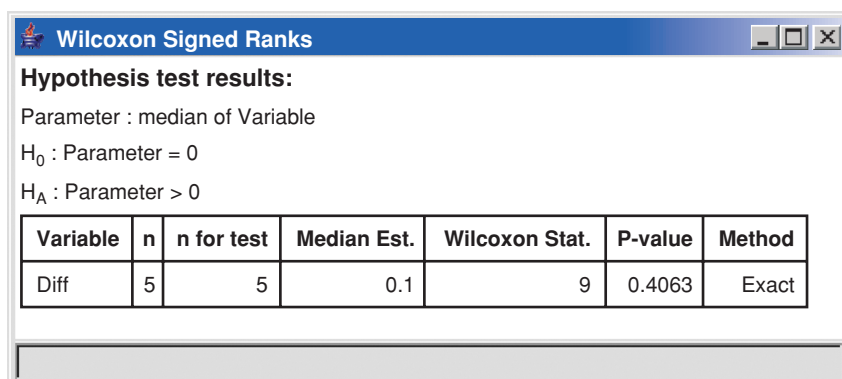 Wilcoxon Signed Ranks
Hypothesis test results:
Parameter : median of Variable
H₀ : Parameter = 0
Hₐ : Parameter > 0
Variable n n for test Median Est. Wilcoxon Stat. P-value Method
Diff 5 5 0.1 9 0.4063 Exact